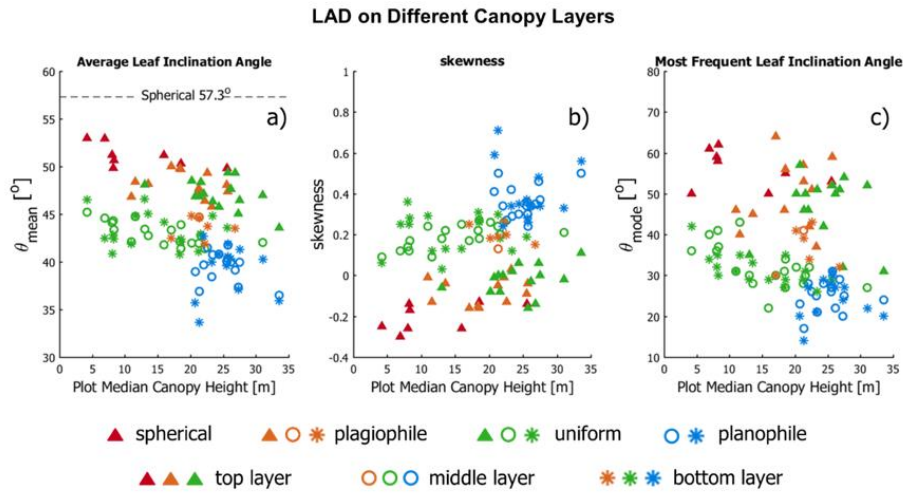 LAD on Different Canopy Layers
Average Leaf Inclination Angle
60
55
50
45
40
35
30
Spherical 57.3°
a)
θmean [°]
0 5 10 15 20 25 30 35
Plot Median Canopy Height [m]
skewness
1
0.8
0.6
0.4
0.2
0
-0.2
-0.4
b)
skewness
0 5 10 15 20 25 30 35
Plot Median Canopy Height [m]
Most Frequent Leaf Inclination Angle
80
70
60
50
40
30
20
10
c)
θmode [°]
0 5 10 15 20 25 30 35
Plot Median Canopy Height [m]
spherical plagiophile uniform planophile
top layer middle layer bottom layer